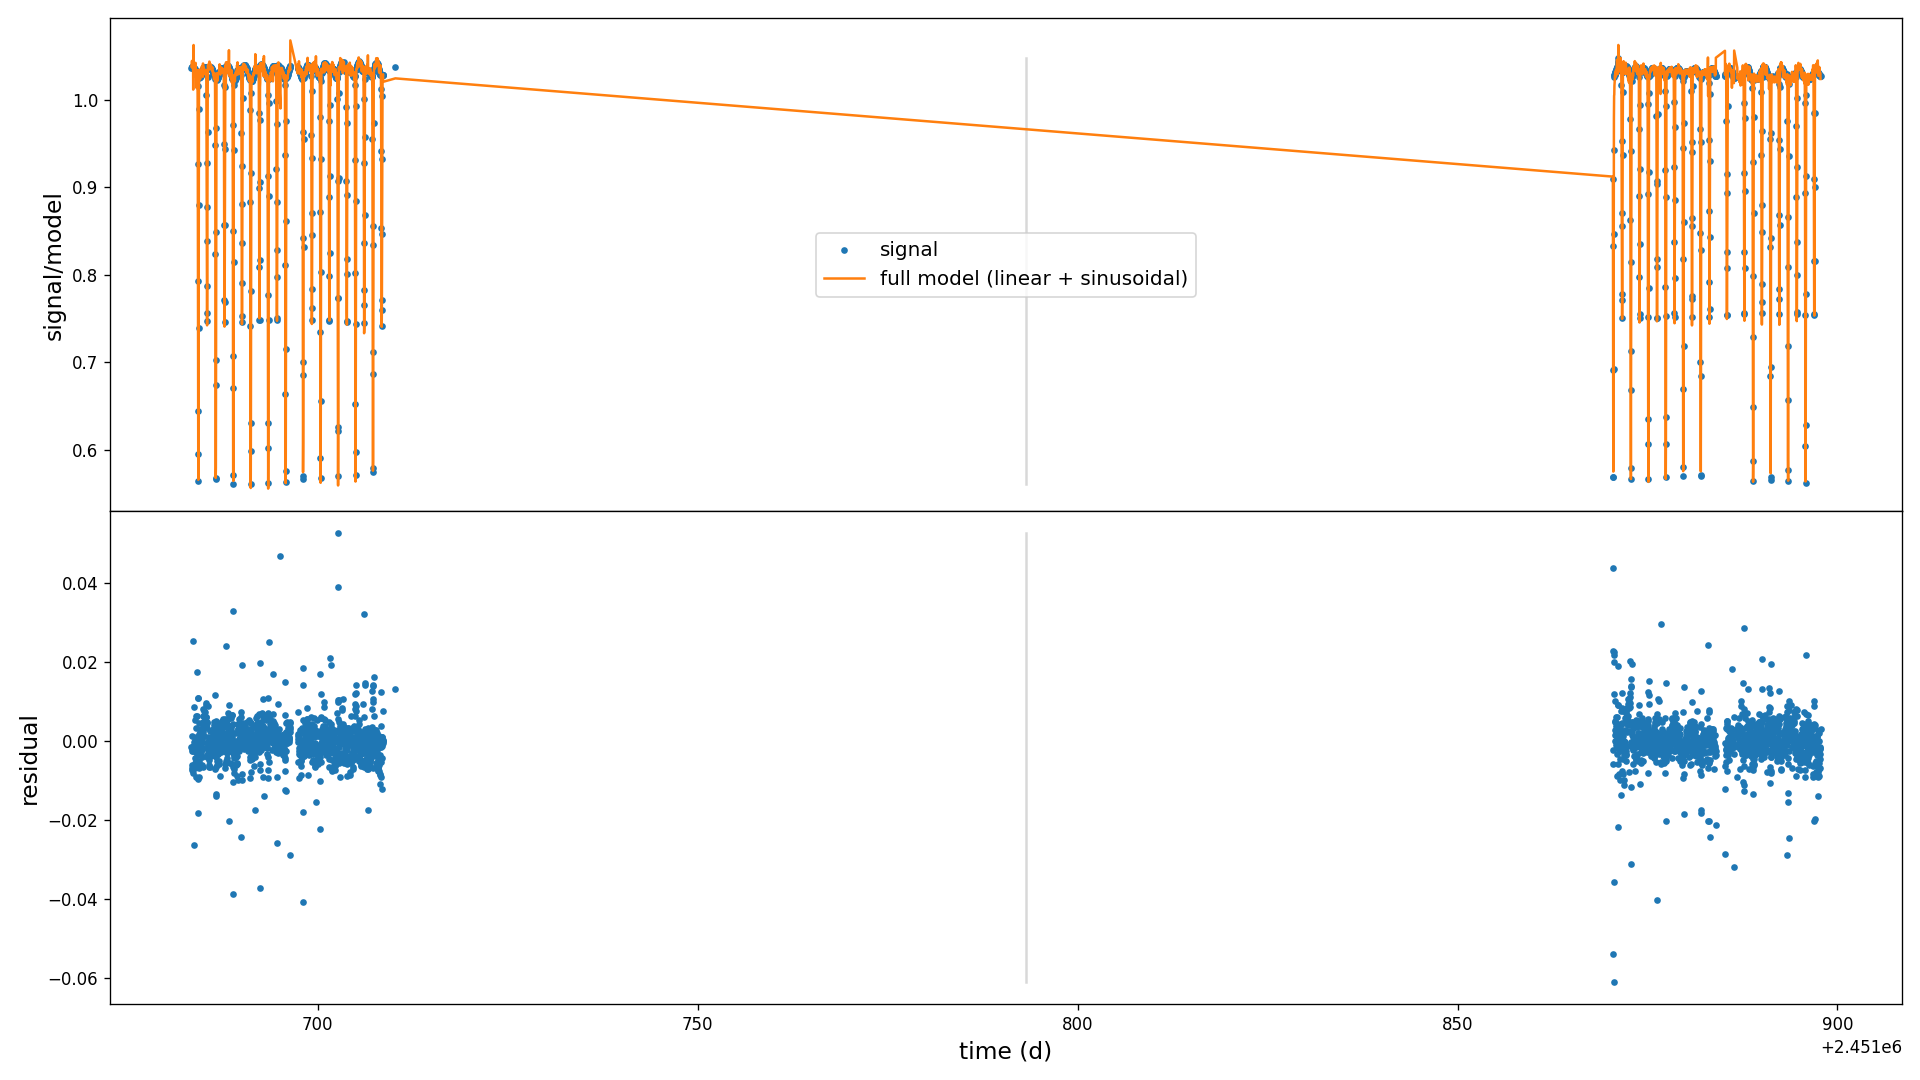 signal/model
1.0
0.9
0.8
0.7
0.6
signal
full model (linear + sinusoidal)
residual
0.04
0.02
0.00
−0.02
−0.04
−0.06
700
750
800
850
900
time (d)
+2.451e6